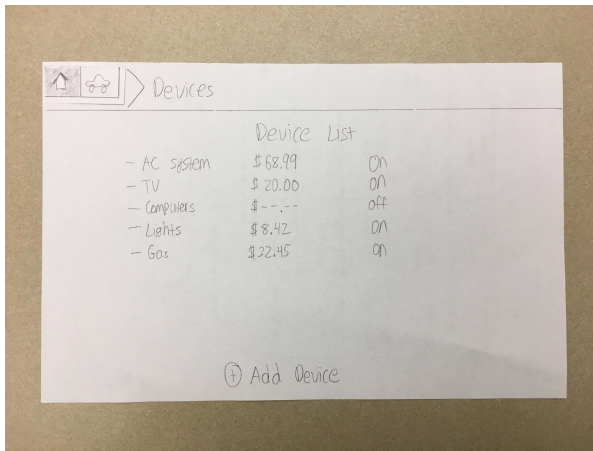 Devices
Device List
- AC system $68.99 On
- TV $20.00 on
- Computers $--.-- off
- Lights $8.42 on
- Gas $32.45 on
+ Add Device